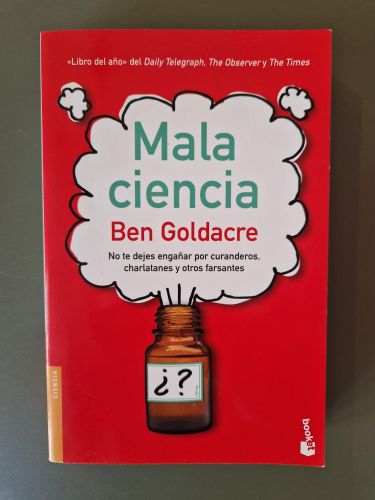 «Libro del año» del Daily Telegraph, The Observer y The Times
Mala
ciencia
Ben Goldacre
No te dejes engañar por curanderos,
charlatanes y otros farsantes
¿?
CIENCIA
booket